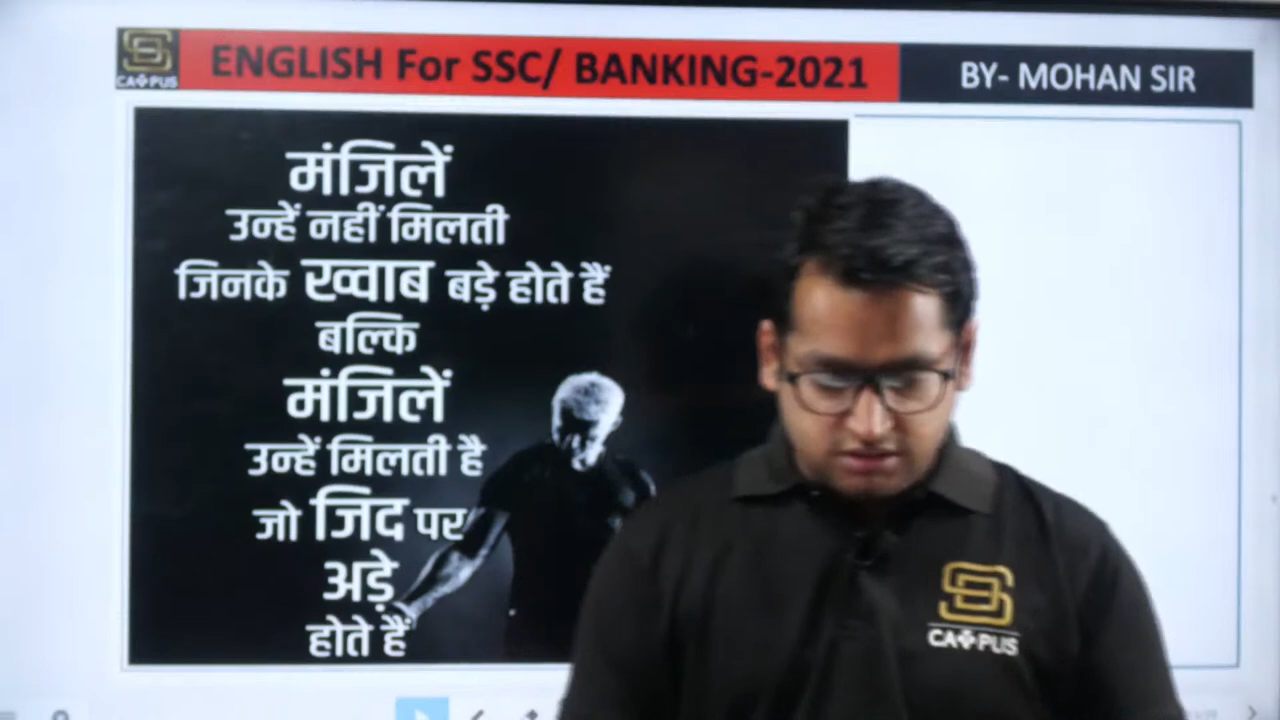 CAMPUS
ENGLISH For SSC/ BANKING-2021
BY- MOHAN SIR
मंजिलें
उन्हें नहीं मिलती
जिनके ख्वाब बड़े होते हैं
बल्कि
मंजिलें
उन्हें मिलती है
जो जिद पर
अड़े
होते हैं
CAMPUS